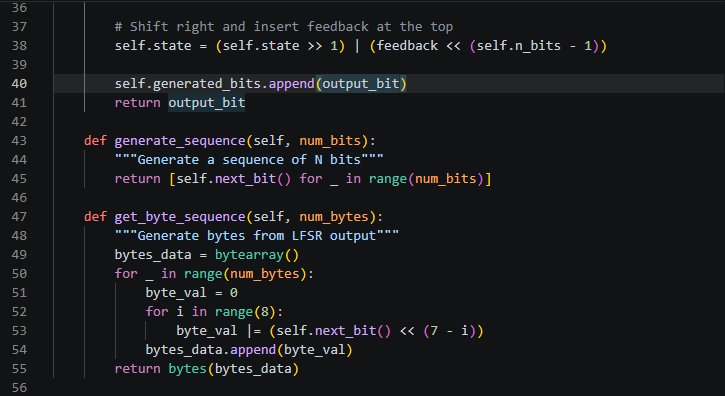 36
37 # Shift right and insert feedback at the top
38 self.state = (self.state >> 1) | (feedback << (self.n_bits - 1))
39
40 self.generated_bits.append(output_bit)
41 return output_bit
42
43 def generate_sequence(self, num_bits):
44 """Generate a sequence of N bits"""
45 return [self.next_bit() for _ in range(num_bits)]
46
47 def get_byte_sequence(self, num_bytes):
48 """Generate bytes from LFSR output"""
49 bytes_data = bytearray()
50 for _ in range(num_bytes):
51 byte_val = 0
52 for i in range(8):
53 byte_val |= (self.next_bit() << (7 - i))
54 bytes_data.append(byte_val)
55 return bytes(bytes_data)
56